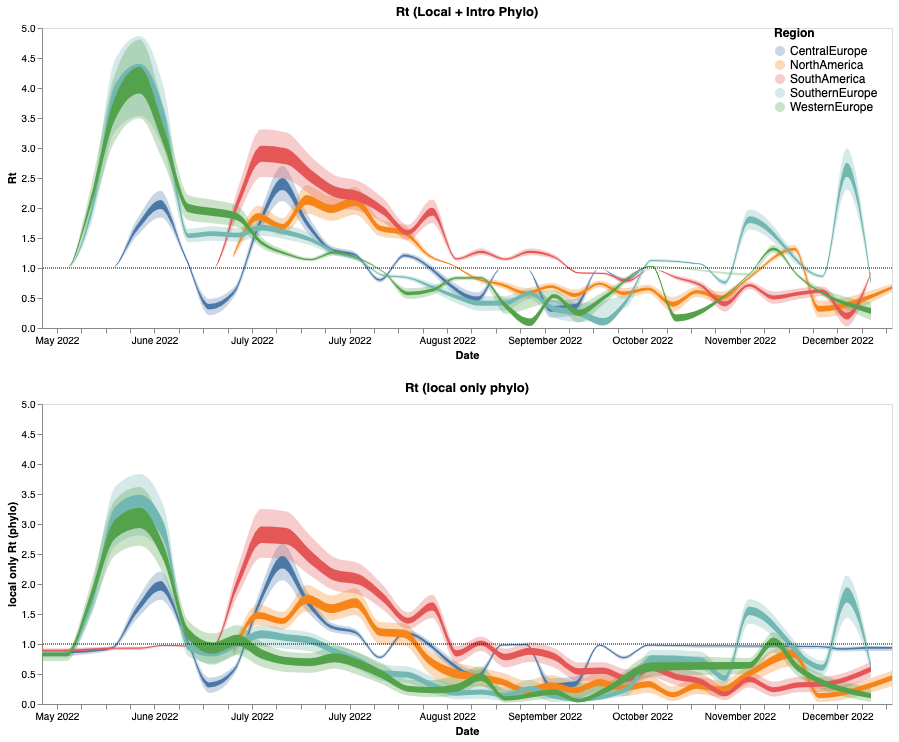 Rt (Local + Intro Phylo)
Region
CentralEurope
NorthAmerica
SouthAmerica
SouthernEurope
WesternEurope
Rt
5.0
4.5
4.0
3.5
3.0
2.5
2.0
1.5
1.0
0.5
0.0
May 2022 June 2022 July 2022 July 2022 August 2022 September 2022 October 2022 November 2022 December 2022
Date
Rt (local only phylo)
local only Rt (phylo)
5.0
4.5
4.0
3.5
3.0
2.5
2.0
1.5
1.0
0.5
0.0
May 2022 June 2022 July 2022 July 2022 August 2022 September 2022 October 2022 November 2022 December 2022
Date